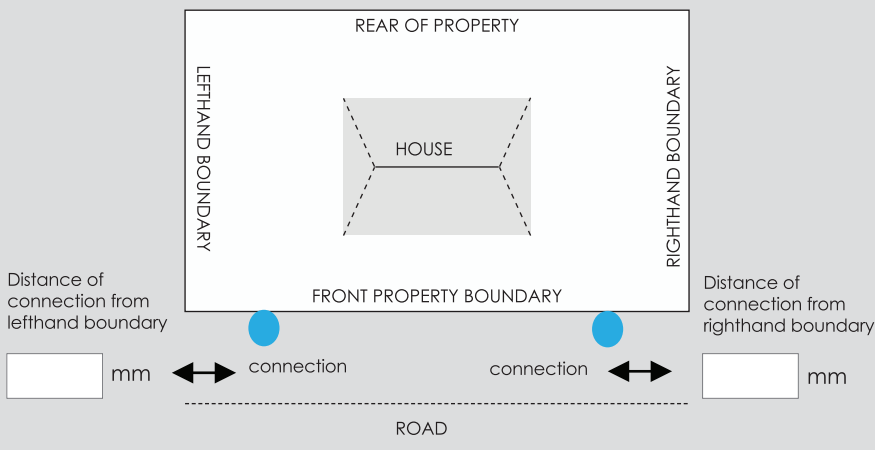 REAR OF PROPERTY
LEFTHAND BOUNDARY
RIGHTHAND BOUNDARY
HOUSE
FRONT PROPERTY BOUNDARY
Distance of
connection from
lefthand boundary
mm
connection
connection
Distance of
connection from
righthand boundary
mm
ROAD